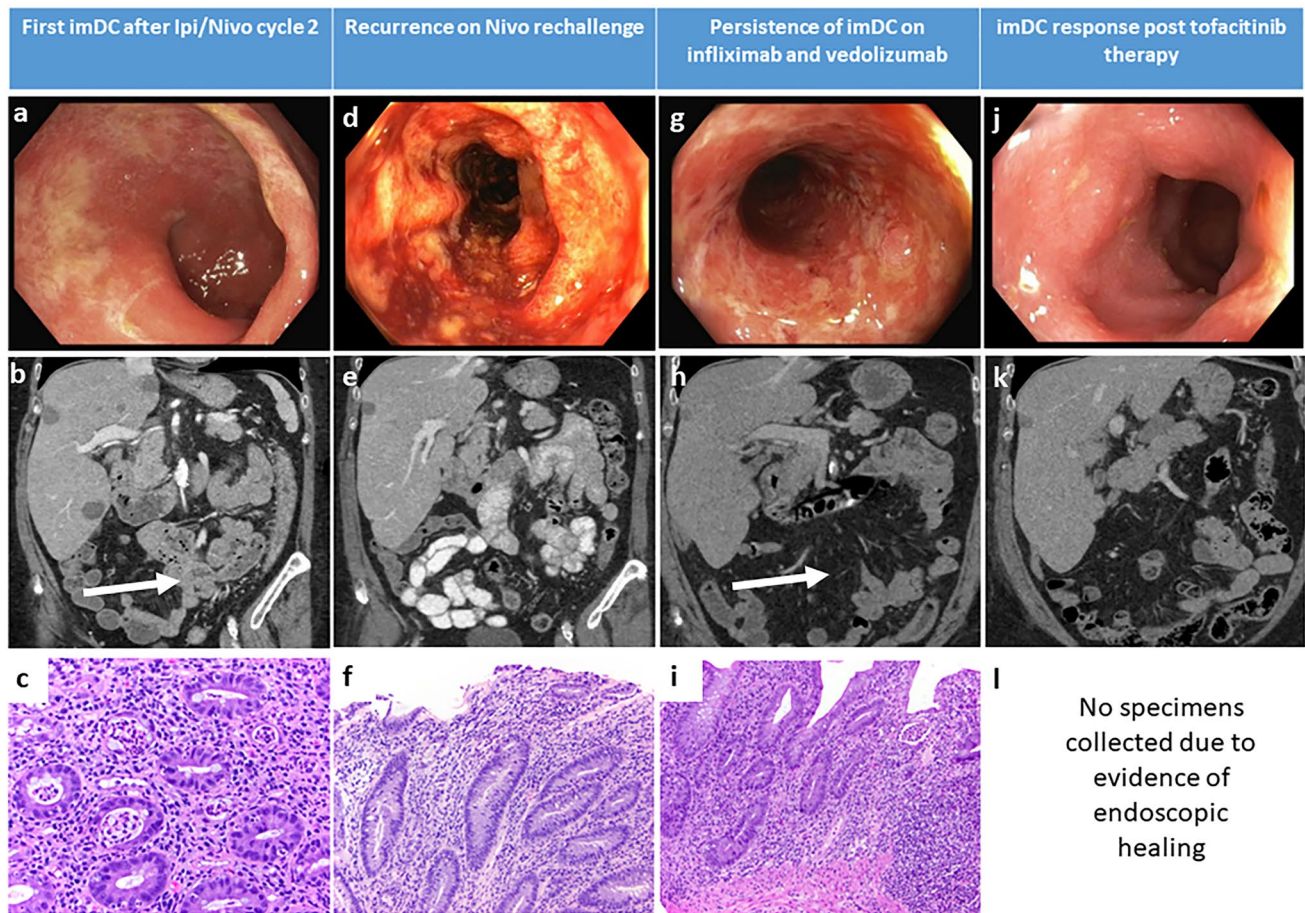 First imDC after Ipi/Nivo cycle 2
Recurrence on Nivo rechallenge
Persistence of imDC on
infliximab and vedolizumab
imDC response post tofacitinib
therapy
a
d
g
j
b
e
h
k
c
f
i
l
No specimens
collected due to
evidence of
endoscopic
healing